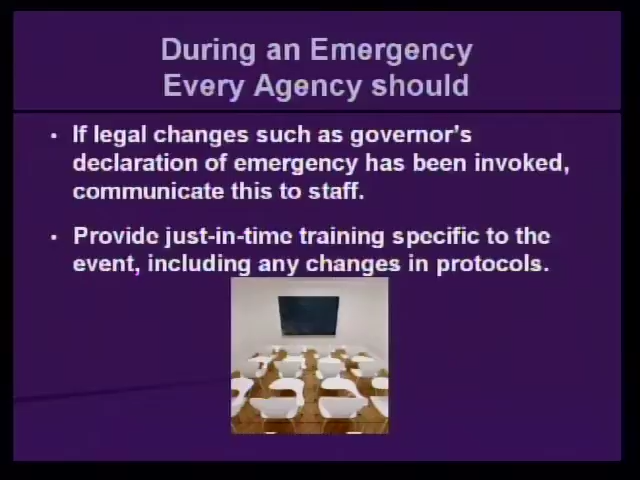 During an Emergency
Every Agency should
• If legal changes such as governor's
declaration of emergency has been invoked,
communicate this to staff.
• Provide just-in-time training specific to the
event, including any changes in protocols.